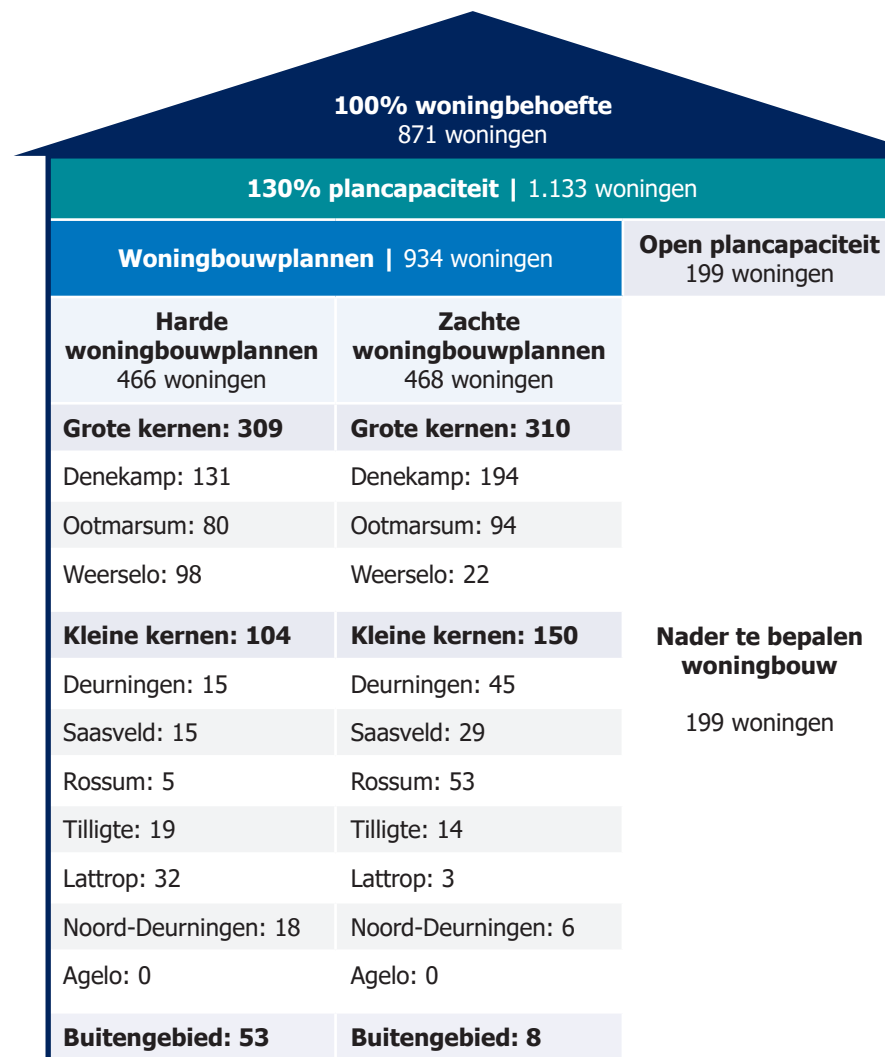 100% woningbehoefte
871 woningen
130% plancapaciteit | 1.133 woningen
Woningbouwplannen | 934 woningen
Open plancapaciteit
199 woningen
Harde
woningbouwplannen
466 woningen
Zachte
woningbouwplannen
468 woningen
Grote kernen: 309
Grote kernen: 310
Denekamp: 131
Denekamp: 194
Ootmarsum: 80
Ootmarsum: 94
Weerselo: 98
Weerselo: 22
Kleine kernen: 104
Kleine kernen: 150
Deurningen: 15
Deurningen: 45
Saasveld: 15
Saasveld: 29
Rossum: 5
Rossum: 53
Tilligte: 19
Tilligte: 14
Lattrop: 32
Lattrop: 3
Noord-Deurningen: 18
Noord-Deurningen: 6
Agelo: 0
Agelo: 0
Buitengebied: 53
Buitengebied: 8
Nader te bepalen
woningbouw
199 woningen